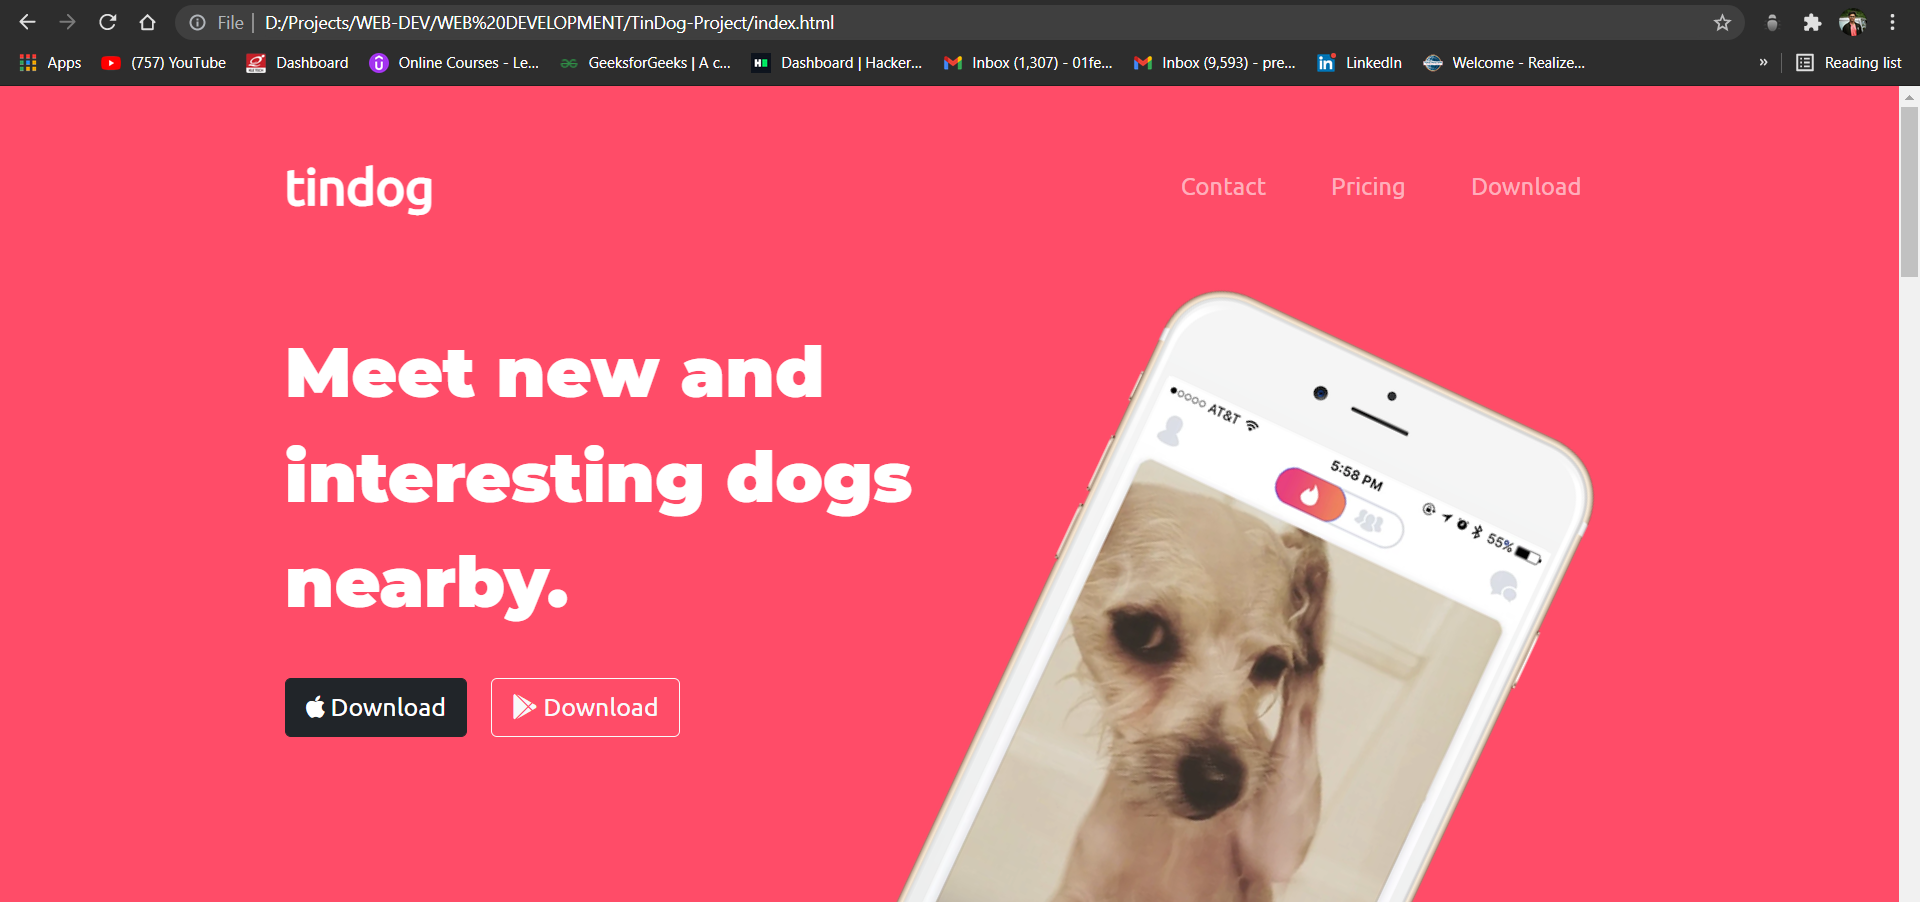 File | D:/Projects/WEB-DEV/WEB%20DEVELOPMENT/TinDog-Project/index.html
Apps (757) YouTube Dashboard Online Courses - Le... GeeksforGeeks | A c... Dashboard | Hacker... Inbox (1,307) - 01fe... Inbox (9,593) - pre... LinkedIn Welcome - Realize... » Reading list
tindog Contact Pricing Download
Meet new and
interesting dogs
nearby.
Download Download
AT&T
5:58 PM
55%